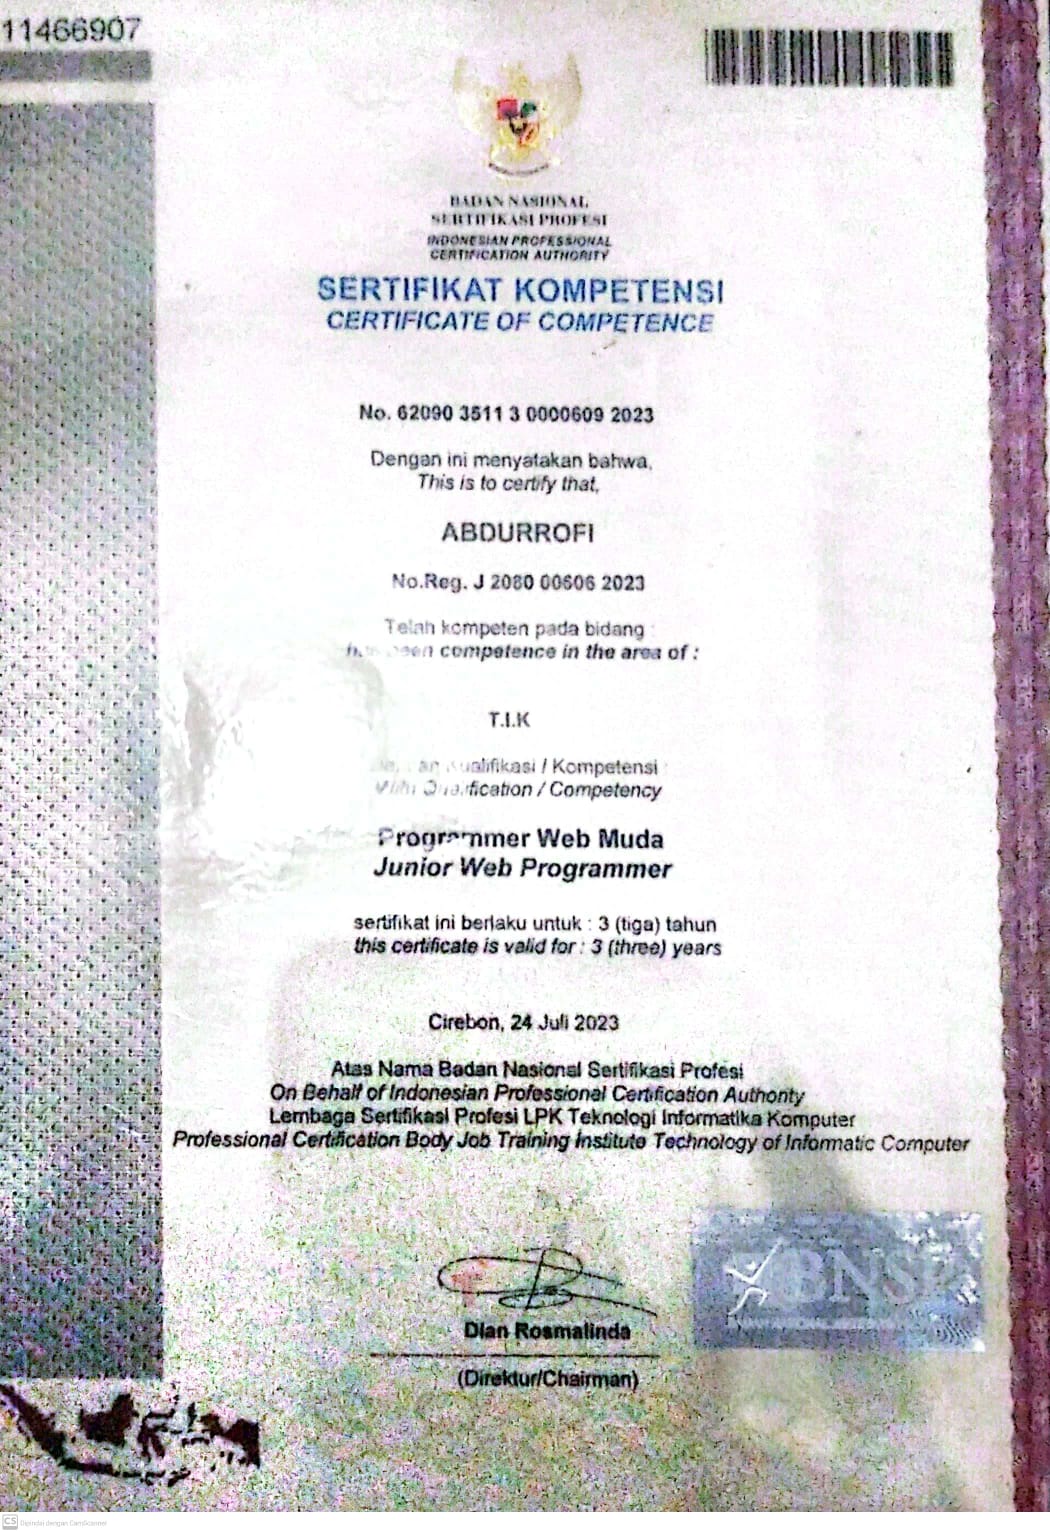 11466907
BADAN NASIONAL
SERTIFIKASI PROFESI
INDONESIAN PROFESSIONAL
CERTIFICATION AUTHORITY
SERTIFIKAT KOMPETENSI
CERTIFICATE OF COMPETENCE
No. 62090 3511 3 0000609 2023
Dengan ini menyatakan bahwa,
This is to certify that,
ABDURROFI
No.Reg. J 2080 00606 2023
Telah kompeten pada bidang :
been competence in the area of :
T.I.K
Kualifikasi / Kompetensi
With Qualification / Competency
Programmer Web Muda
Junior Web Programmer
sertifikat ini berlaku untuk : 3 (tiga) tahun
this certificate is valid for : 3 (three) years
Cirebon, 24 Juli 2023
Atas Nama Badan Nasional Sertifikasi Profesi
On Behalf of Indonesian Professional Certification Authority
Lembaga Sertifikasi Profesi LPK Teknologi Informatika Komputer
Professional Certification Body Job Training Institute Technology of Informatic Computer
BNSP
Dian Rosmalinda
(Direktur/Chairman)
CS Dipindai dengan CamScanner